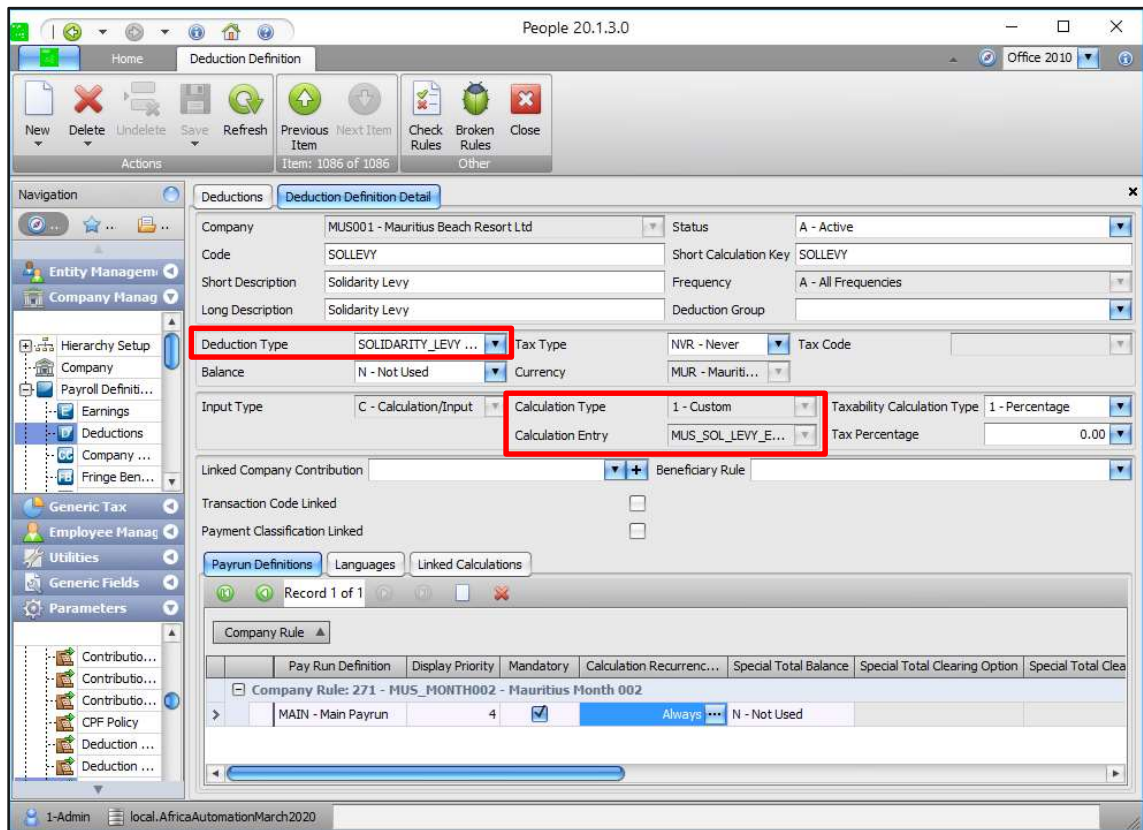 People 20.1.3.0
Home
Deduction Definition
Office 2010
New
Delete
Undelete
Save
Refresh
Previous Item
Next Item
Check Rules
Broken Rules
Close
Actions
Item: 1086 of 1086
Other
Navigation
Deductions
Deduction Definition Detail
Company
MUS001 - Mauritius Beach Resort Ltd
Status
A - Active
Code
SOLLEVY
Short Calculation Key
SOLLEVY
Short Description
Solidarity Levy
Frequency
A - All Frequencies
Long Description
Solidarity Levy
Deduction Group
Deduction Type
SOLIDARITY_LEVY ...
Tax Type
NVR - Never
Tax Code
Balance
N - Not Used
Currency
MUR - Mauriti...
Input Type
C - Calculation/Input
Calculation Type
1 - Custom
Taxability Calculation Type
1 - Percentage
Calculation Entry
MUS_SOL_LEVY_E...
Tax Percentage
0.00
Linked Company Contribution
Beneficiary Rule
Transaction Code Linked
Payment Classification Linked
Payrun Definitions
Languages
Linked Calculations
Record 1 of 1
Company Rule
Pay Run Definition
Display Priority
Mandatory
Calculation Recurrenc...
Special Total Balance
Special Total Clearing Option
Special Total Clea
Company Rule: 271 - MUS_MONTH002 - Mauritius Month 002
MAIN - Main Payrun
4
Always
N - Not Used
Entity Managem
Company Manag
Hierarchy Setup
Company
Payroll Definiti...
Earnings
Deductions
Company ...
Fringe Ben...
Generic Tax
Employee Manag
Utilities
Generic Fields
Parameters
Contributio...
Contributio...
Contributio...
CPF Policy
Deduction ...
Deduction ...
1-Admin
local.AfricaAutomationMarch2020